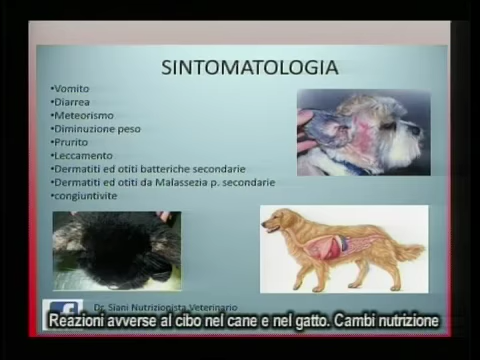 SINTOMATOLOGIA
•Vomito
•Diarrea
•Meteorismo
•Diminuzione peso
•Prurito
•Leccamento
•Dermatiti ed otiti batteriche secondarie
•Dermatiti ed otiti da Malassezia p. secondarie
•congiuntivite
Dr. Siani Nutrizionista Veterinario
Reazioni avverse al cibo nel cane e nel gatto. Cambi nutrizione